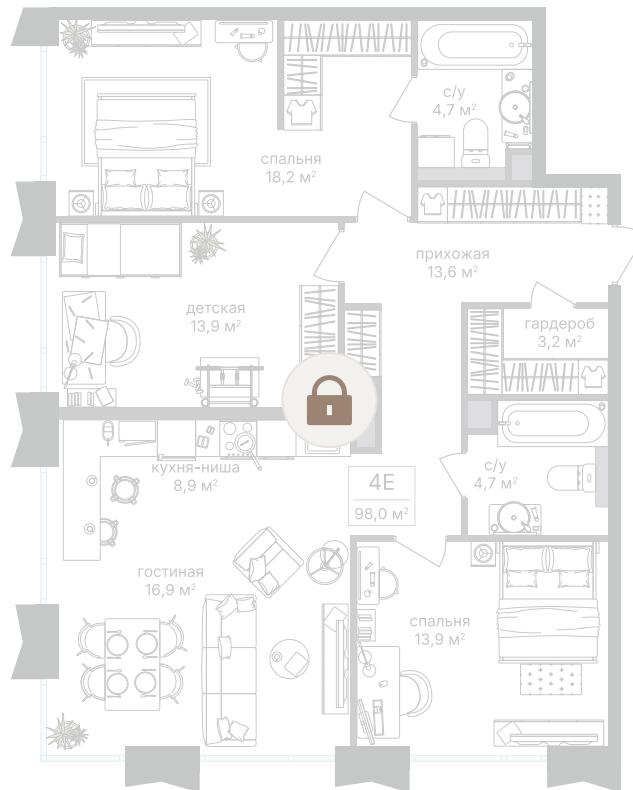 с/у
4,7 м²
спальня
18,2 м²
прихожая
13,6 м²
детская
13,9 м²
гардероб
3,2 м²
кухня-ниша
8,9 м²
4Е
98,0 м²
с/у
4,7 м²
гостиная
16,9 м²
спальня
13,9 м²